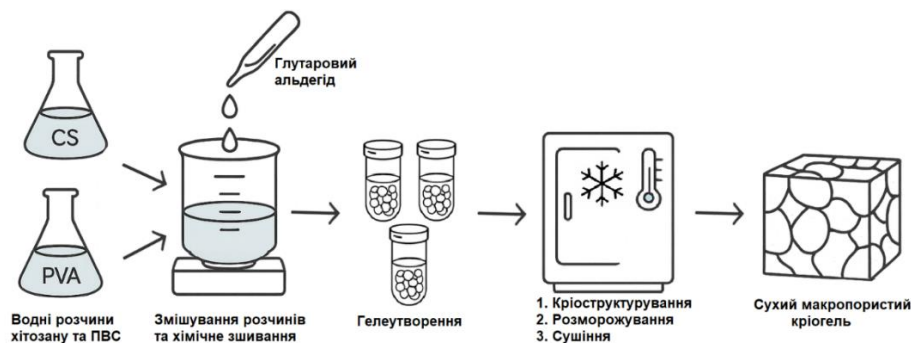 CS
PVA
Глутаровий
альдегід
Водні розчини
хітозану та ПВС
Змішування розчинів
та хімічне зшивання
Гелеутворення
1. Кріоструктурування
2. Розморожування
3. Сушіння
Сухий макропористий
кріогель